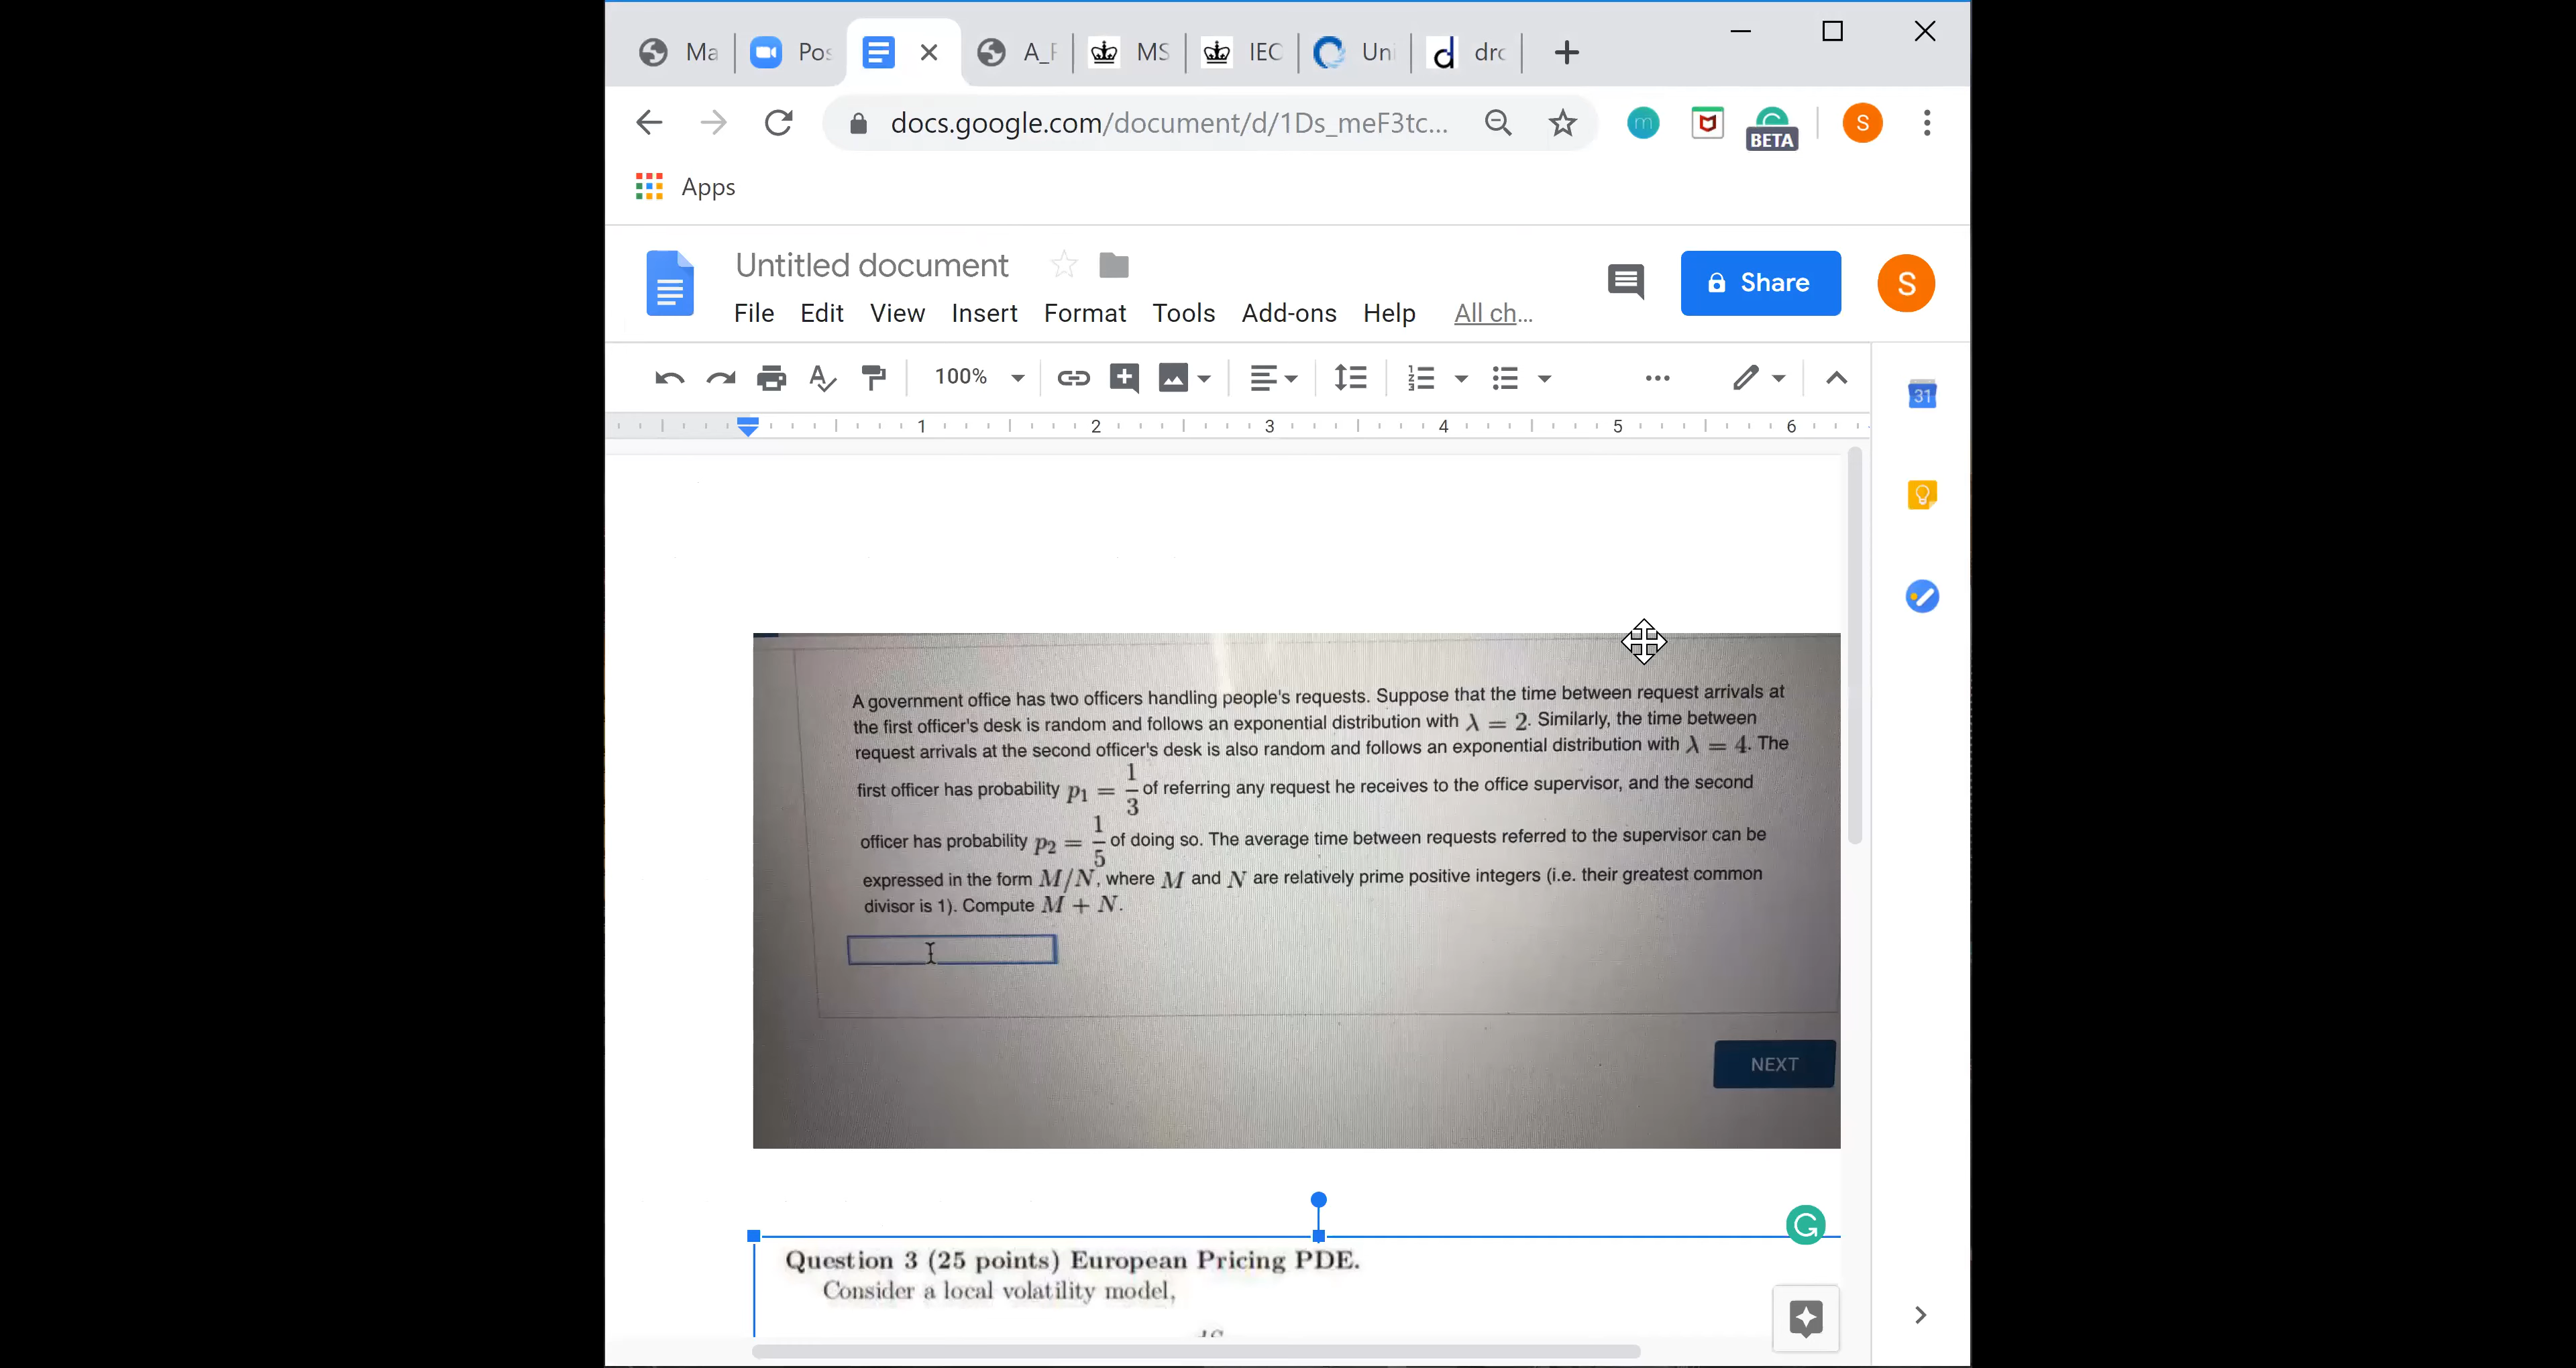 Ma
Pos
A_F
MS
IEC
Uni
dro
docs.google.com/document/d/1Ds_meF3tc...
BETA
S
Apps
Untitled document
Share
S
File Edit View Insert Format Tools Add-ons Help All ch...
100%
31
1 2 3 4 5 6
A government office has two officers handling people's requests. Suppose that the time between request arrivals at
the first officer's desk is random and follows an exponential distribution with λ = 2. Similarly, the time between
request arrivals at the second officer's desk is also random and follows an exponential distribution with λ = 4. The
first officer has probability p₁ = 1/3 of referring any request he receives to the office supervisor, and the second
officer has probability p₂ = 1/5 of doing so. The average time between requests referred to the supervisor can be
expressed in the form M/N, where M and N are relatively prime positive integers (i.e. their greatest common
divisor is 1). Compute M + N.
NEXT
Question 3 (25 points) European Pricing PDE.
Consider a local volatility model,